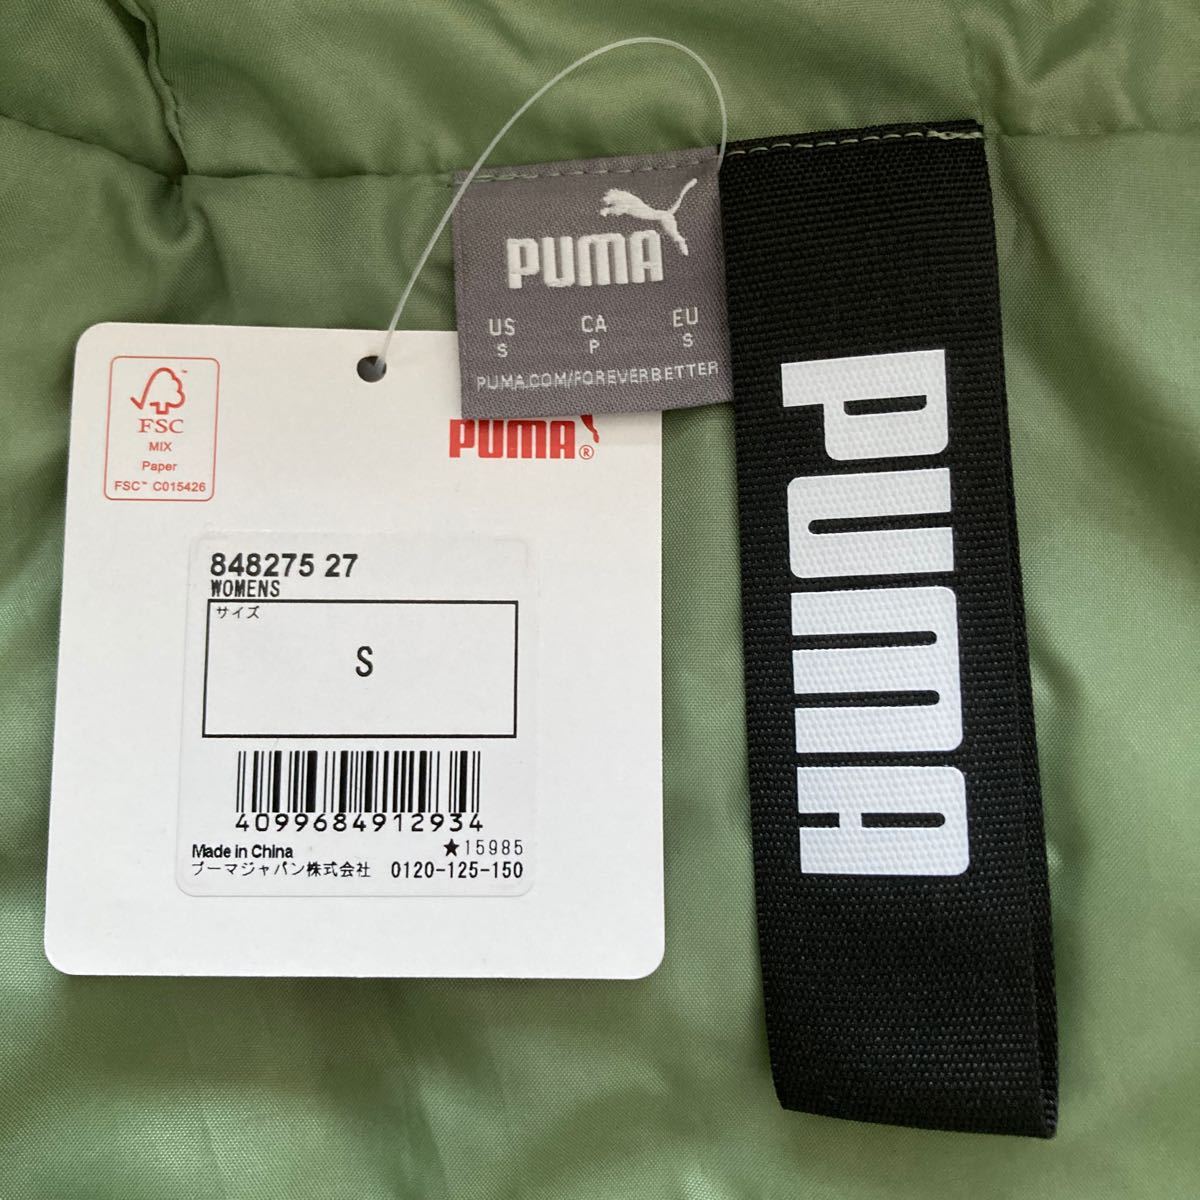 PUMA
US CA EU
S P S
PUMA.COM/FOREVERBETTER
FSC
MIX
Paper
FSC™ C015426
PUMA®
848275 27
WOMENS
サイズ
S
4099684912934
Made in China ★15985
プーマジャパン株式会社 0120-125-150
PUMA